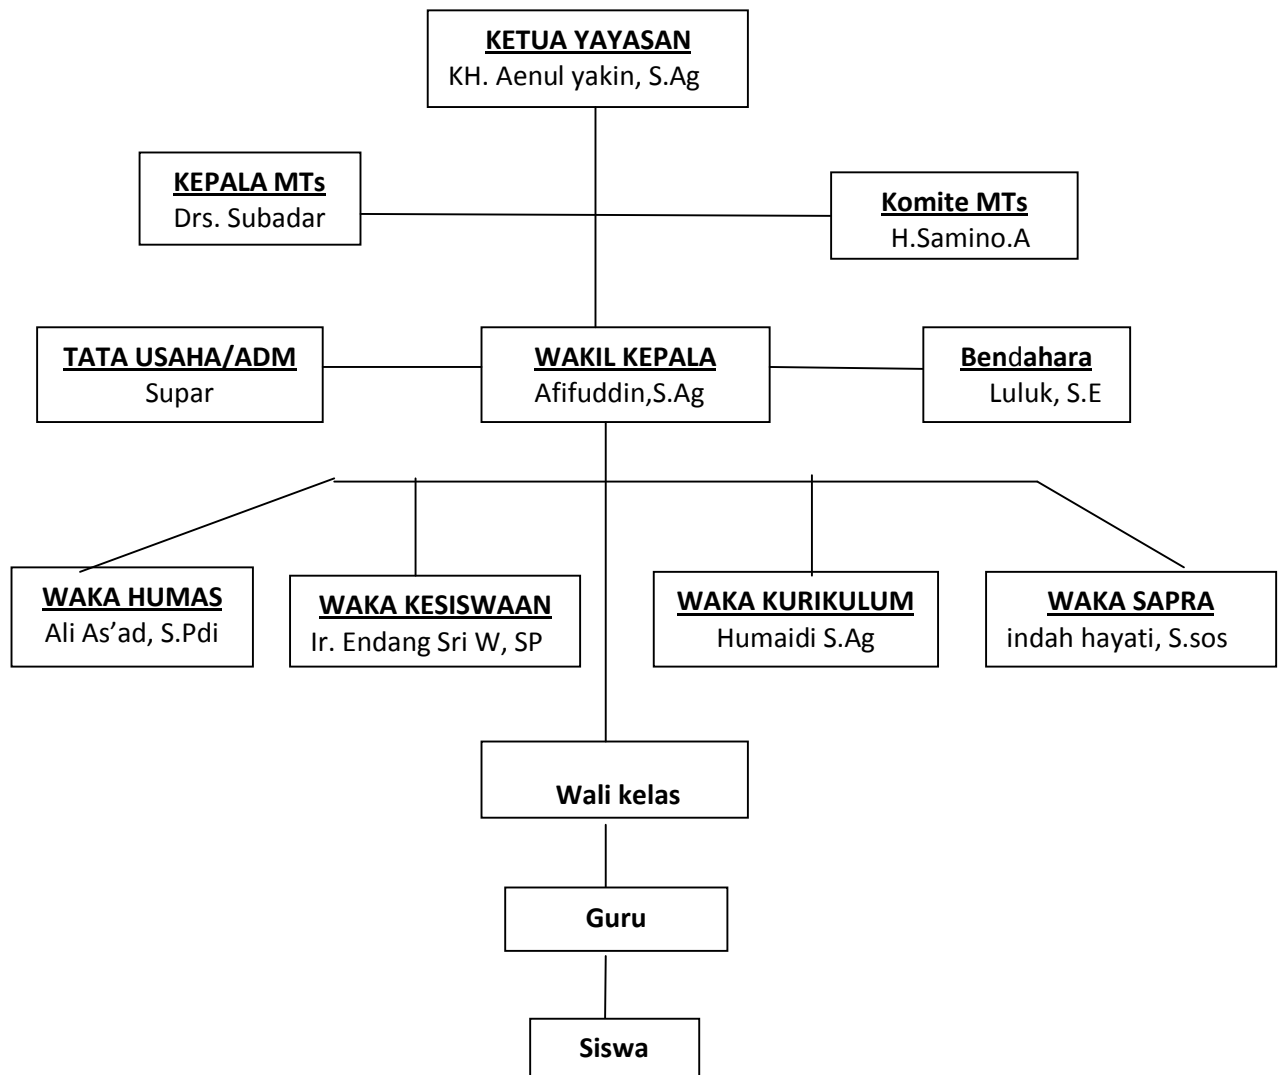 KETUA YAYASAN
KH. Aenul yakin, S.Ag
KEPALA MTs
Drs. Subadar
Komite MTs
H.Samino.A
TATA USAHA/ADM
Supar
WAKIL KEPALA
Afifuddin,S.Ag
Bendahara
Luluk, S.E
WAKA HUMAS
Ali As’ad, S.Pdi
WAKA KESISWAAN
Ir. Endang Sri W, SP
WAKA KURIKULUM
Humaidi S.Ag
WAKA SAPRA
indah hayati, S.sos
Wali kelas
Guru
Siswa